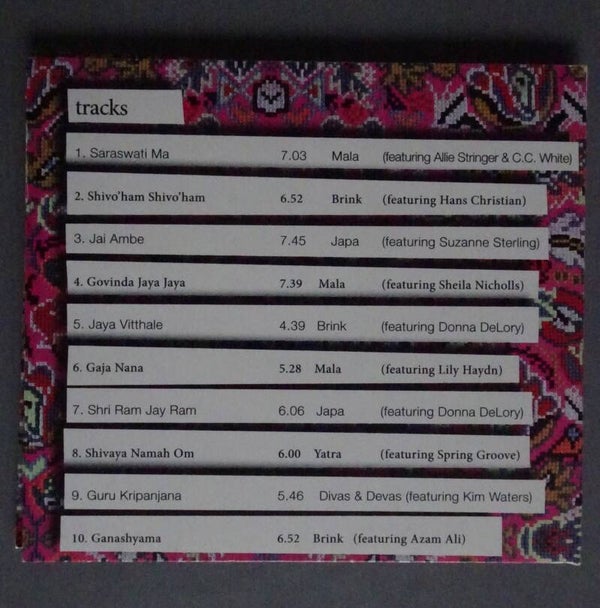 tracks
1. Saraswati Ma 7.03 Mala (featuring Allie Stringer & C.C. White)
2. Shivo'ham Shivo'ham 6.52 Brink (featuring Hans Christian)
3. Jai Ambe 7.45 Japa (featuring Suzanne Sterling)
4. Govinda Jaya Jaya 7.39 Mala (featuring Sheila Nicholls)
5. Jaya Vitthale 4.39 Brink (featuring Donna DeLory)
6. Gaja Nana 5.28 Mala (featuring Lily Haydn)
7. Shri Ram Jay Ram 6.06 Japa (featuring Donna DeLory)
8. Shivaya Namah Om 6.00 Yatra (featuring Spring Groove)
9. Guru Kripanjana 5.46 Divas & Devas (featuring Kim Waters)
10. Ganashyama 6.52 Brink (featuring Azam Ali)